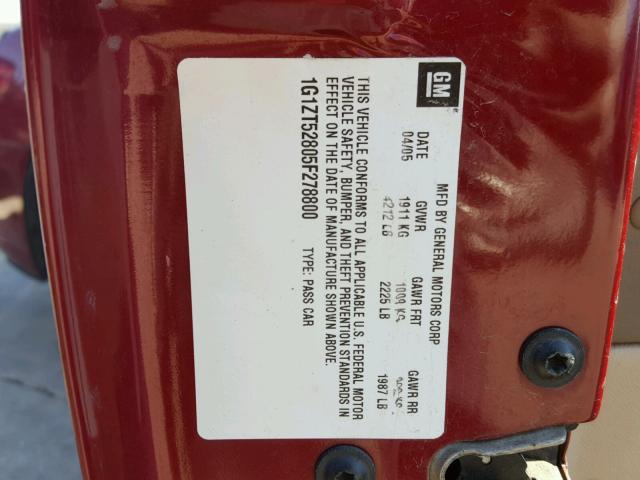 GM
MFD BY GENERAL MOTORS CORP
DATE GVWR GAWR FRT GAWR RR
04/05 1911 KG 1009 KG
4212 LB 2225 LB 1987 LB
THIS VEHICLE CONFORMS TO ALL APPLICABLE U.S. FEDERAL MOTOR
VEHICLE SAFETY, BUMPER, AND THEFT PREVENTION STANDARDS IN
EFFECT ON THE DATE OF MANUFACTURE SHOWN ABOVE.
1G1ZT52805F278800 TYPE: PASS CAR